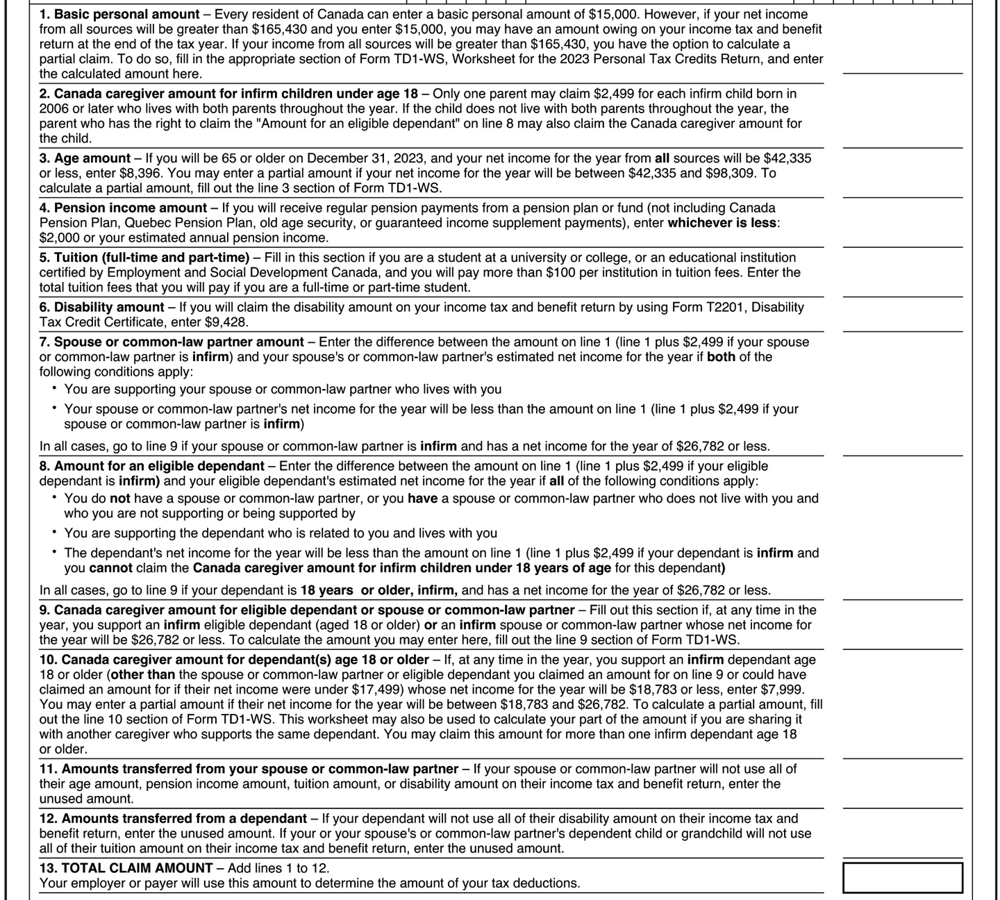 1. Basic personal amount – Every resident of Canada can enter a basic personal amount of $15,000. However, if your net income
from all sources will be greater than $165,430 and you enter $15,000, you may have an amount owing on your income tax and benefit
return at the end of the tax year. If your income from all sources will be greater than $165,430, you have the option to calculate a
partial claim. To do so, fill in the appropriate section of Form TD1-WS, Worksheet for the 2023 Personal Tax Credits Return, and enter
the calculated amount here.
2. Canada caregiver amount for infirm children under age 18 – Only one parent may claim $2,499 for each infirm child born in
2006 or later who lives with both parents throughout the year. If the child does not live with both parents throughout the year, the
parent who has the right to claim the "Amount for an eligible dependant" on line 8 may also claim the Canada caregiver amount for
the child.
3. Age amount – If you will be 65 or older on December 31, 2023, and your net income for the year from all sources will be $42,335
or less, enter $8,396. You may enter a partial amount if your net income for the year will be between $42,335 and $98,309. To
calculate a partial amount, fill out the line 3 section of Form TD1-WS.
4. Pension income amount – If you will receive regular pension payments from a pension plan or fund (not including Canada
Pension Plan, Quebec Pension Plan, old age security, or guaranteed income supplement payments), enter whichever is less:
$2,000 or your estimated annual pension income.
5. Tuition (full-time and part-time) – Fill in this section if you are a student at a university or college, or an educational institution
certified by Employment and Social Development Canada, and you will pay more than $100 per institution in tuition fees. Enter the
total tuition fees that you will pay if you are a full-time or part-time student.
6. Disability amount – If you will claim the disability amount on your income tax and benefit return by using Form T2201, Disability
Tax Credit Certificate, enter $9,428.
7. Spouse or common-law partner amount – Enter the difference between the amount on line 1 (line 1 plus $2,499 if your spouse
or common-law partner is infirm) and your spouse's or common-law partner's estimated net income for the year if both of the
following conditions apply:
• You are supporting your spouse or common-law partner who lives with you
• Your spouse or common-law partner's net income for the year will be less than the amount on line 1 (line 1 plus $2,499 if your
spouse or common-law partner is infirm)
In all cases, go to line 9 if your spouse or common-law partner is infirm and has a net income for the year of $26,782 or less.
8. Amount for an eligible dependant – Enter the difference between the amount on line 1 (line 1 plus $2,499 if your eligible
dependant is infirm) and your eligible dependant's estimated net income for the year if all of the following conditions apply:
• You do not have a spouse or common-law partner, or you have a spouse or common-law partner who does not live with you and
who you are not supporting or being supported by
• You are supporting the dependant who is related to you and lives with you
• The dependant's net income for the year will be less than the amount on line 1 (line 1 plus $2,499 if your dependant is infirm and
you cannot claim the Canada caregiver amount for infirm children under 18 years of age for this dependant)
In all cases, go to line 9 if your dependant is 18 years or older, infirm, and has a net income for the year of $26,782 or less.
9. Canada caregiver amount for eligible dependant or spouse or common-law partner – Fill out this section if, at any time in the
year, you support an infirm eligible dependant (aged 18 or older) or an infirm spouse or common-law partner whose net income for
the year will be $26,782 or less. To calculate the amount you may enter here, fill out the line 9 section of Form TD1-WS.
10. Canada caregiver amount for dependant(s) age 18 or older – If, at any time in the year, you support an infirm dependant age
18 or older (other than the spouse or common-law partner or eligible dependant you claimed an amount for on line 9 or could have
claimed an amount for if their net income were under $17,499) whose net income for the year will be $18,783 or less, enter $7,999.
You may enter a partial amount if their net income for the year will be between $18,783 and $26,782. To calculate a partial amount, fill
out the line 10 section of Form TD1-WS. This worksheet may also be used to calculate your part of the amount if you are sharing it
with another caregiver who supports the same dependant. You may claim this amount for more than one infirm dependant age 18
or older.
11. Amounts transferred from your spouse or common-law partner – If your spouse or common-law partner will not use all of
their age amount, pension income amount, tuition amount, or disability amount on their income tax and benefit return, enter the
unused amount.
12. Amounts transferred from a dependant – If your dependant will not use all of their disability amount on their income tax and
benefit return, enter the unused amount. If your or your spouse's or common-law partner's dependent child or grandchild will not use
all of their tuition amount on their income tax and benefit return, enter the unused amount.
13. TOTAL CLAIM AMOUNT – Add lines 1 to 12.
Your employer or payer will use this amount to determine the amount of your tax deductions.